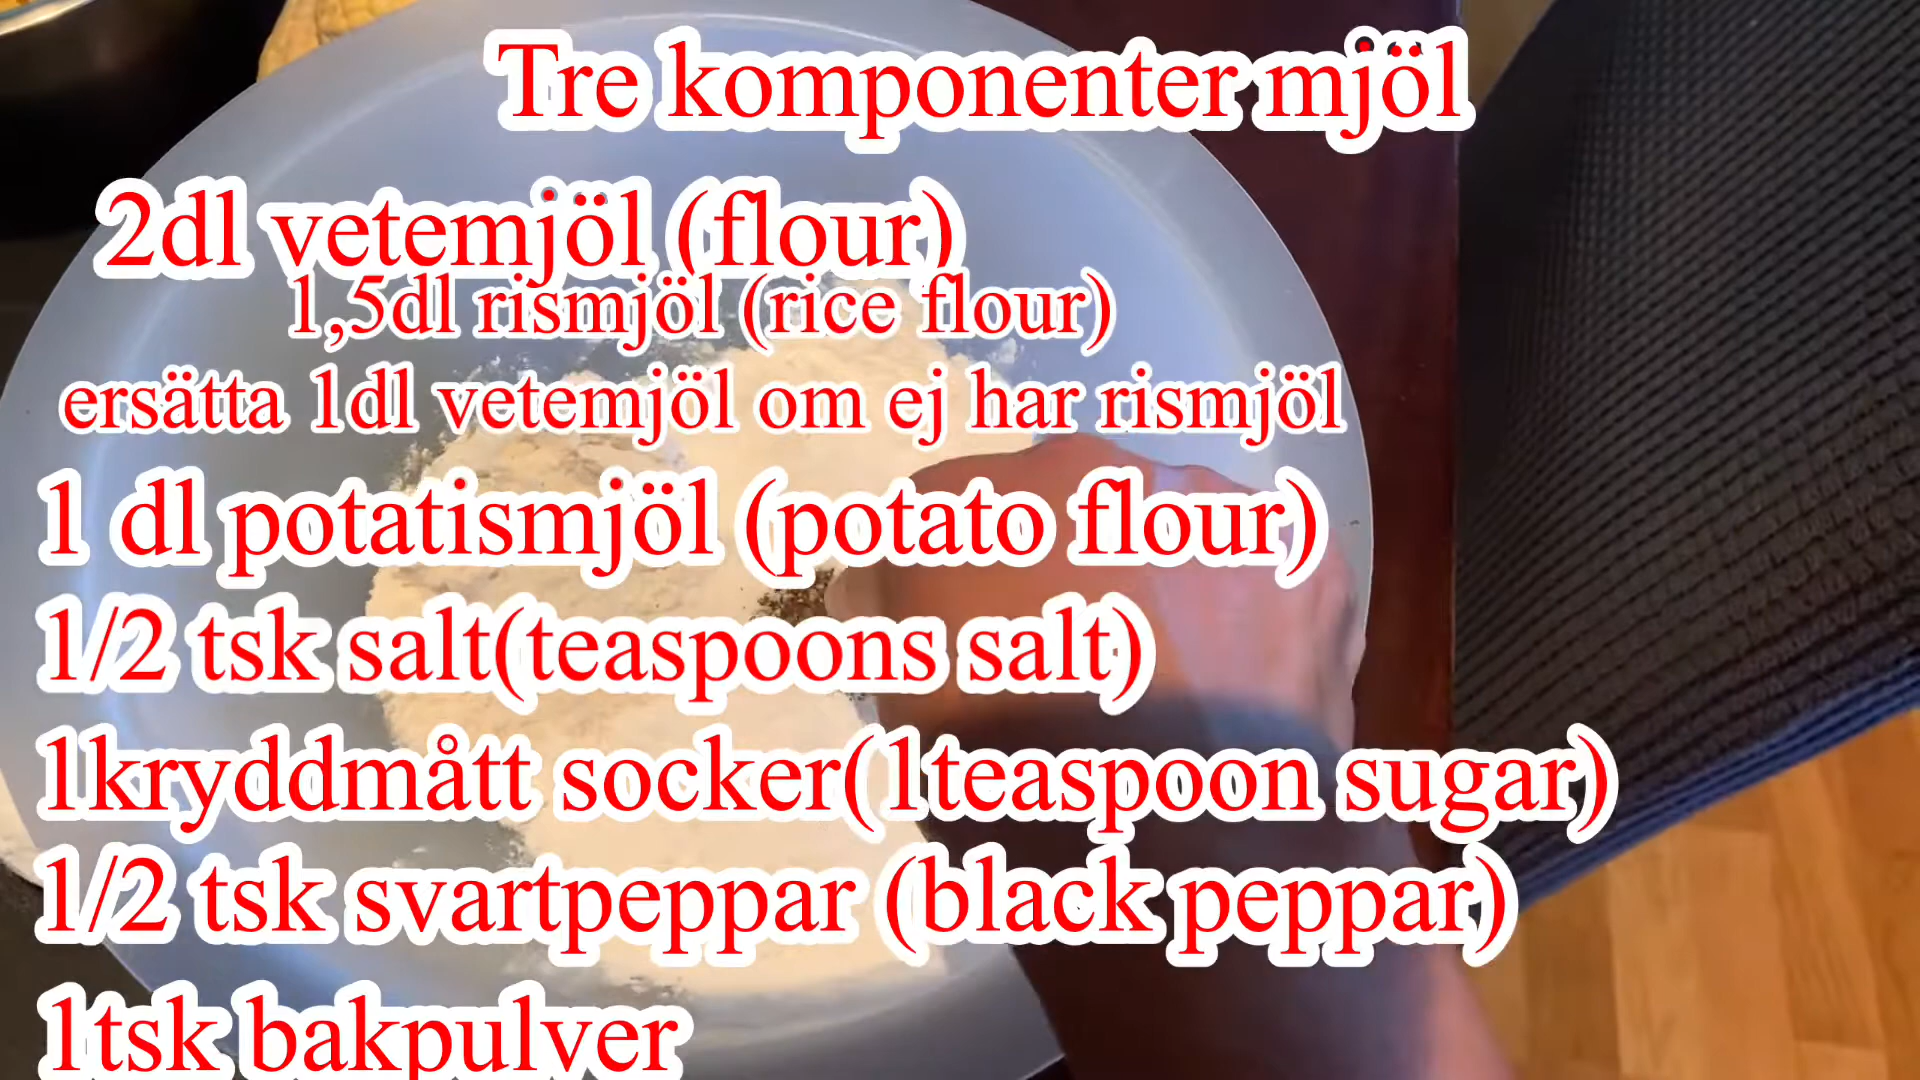 Tre komponenter mjöl
2dl vetemjöl (flour)
1,5dl rismjöl (rice flour)
ersätta 1dl vetemjöl om ej har rismjöl
1 dl potatismjöl (potato flour)
1/2 tsk salt(teaspoons salt)
1kryddmått socker(1teaspoon sugar)
1/2 tsk svartpeppar (black peppar)
1tsk bakpulver